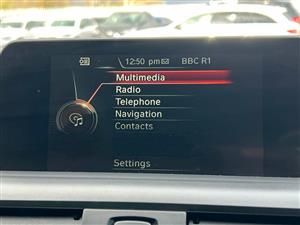 12:50 pm BBC R1
Multimedia
Radio
Telephone
Navigation
Contacts
Settings